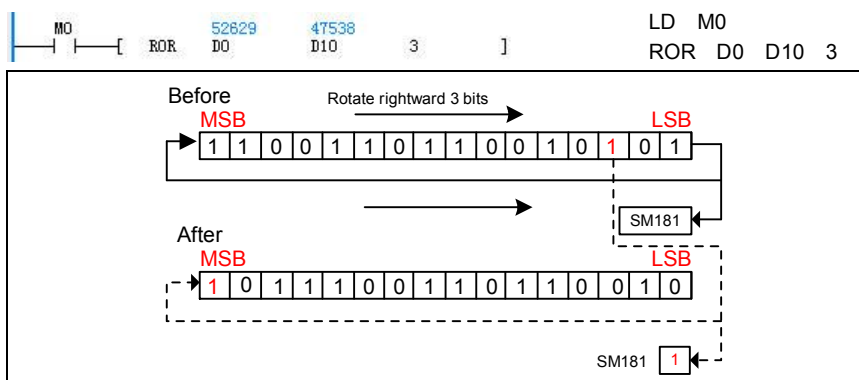 M0 52629 47538 LD M0
ROR D0 D10 3 ] ROR D0 D10 3
Before Rotate rightward 3 bits
MSB LSB
1 1 0 0 1 1 0 1 1 0 0 1 0 1 0 1
SM181
After
MSB LSB
1 0 1 1 1 0 0 1 1 0 1 1 0 0 1 0
SM181 1